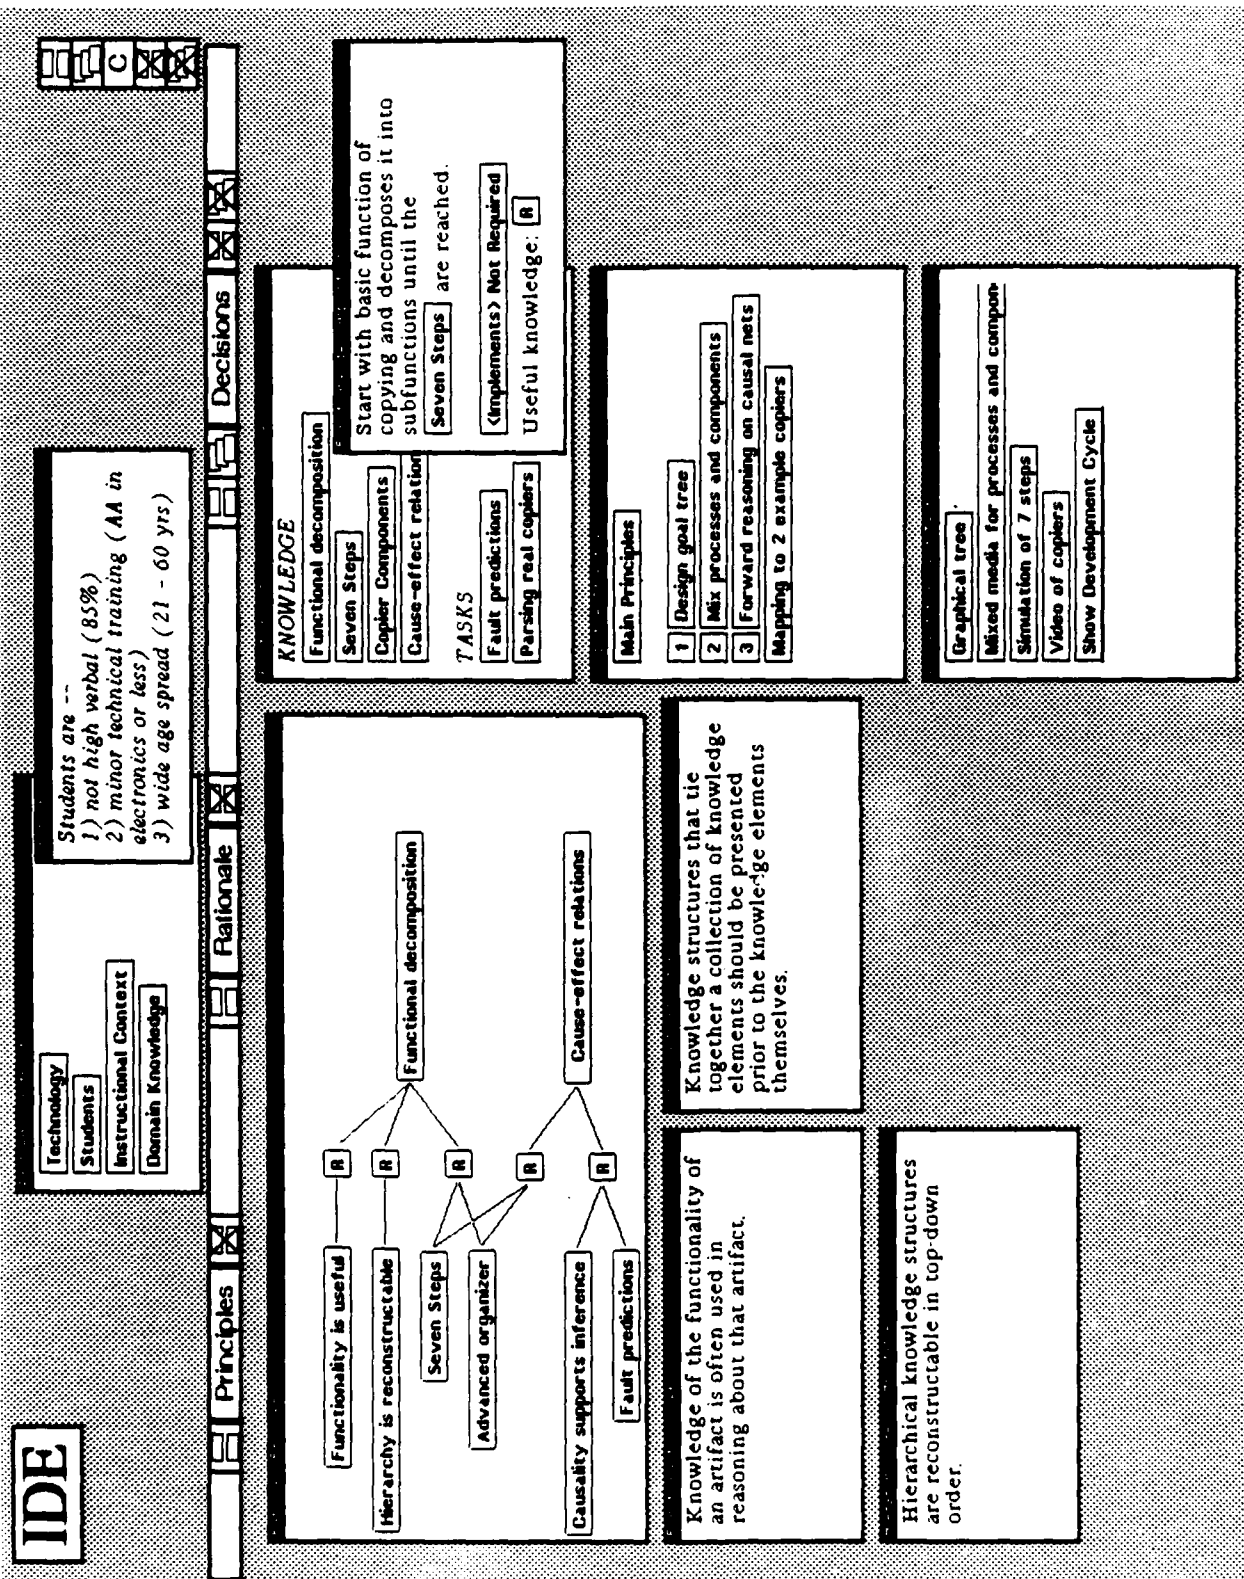 IDE
Technology
Students
Instructional Context
Domain Knowledge
Students are --
1) not high verbal (85%)
2) minor technical training (AA in
electronics or less)
3) wide age spread (21 - 60 yrs)
C
Principles
Rationale
Decisions
Functionality is useful
Hierarchy is reconstructable
Seven Steps
Advanced organizer
Causality supports inference
Fault predictions
R
R
R
R
R
Functional decomposition
Cause-effect relations
Knowledge of the functionality of
an artifact is often used in
reasoning about that artifact.
Knowledge structures that tie
together a collection of knowledge
elements should be presented
prior to the knowledge elements
themselves.
Hierarchical knowledge structures
are reconstructable in top-down
order.
KNOWLEDGE
Functional decomposition
Seven Steps
Copier Components
Cause-effect relation
TASKS
Fault predictions
Parsing real copiers
Start with basic function of
copying and decomposes it into
subfunctions until the
Seven Steps are reached.
<Implements> Not Required
Useful knowledge: R
Main Principles
1 Design goal tree
2 Mix processes and components
3 Forward reasoning on causal nets
Mapping to 2 example copiers
Graphical tree
Mixed media for processes and compon
Simulation of 7 steps
Video of copiers
Show Development Cycle